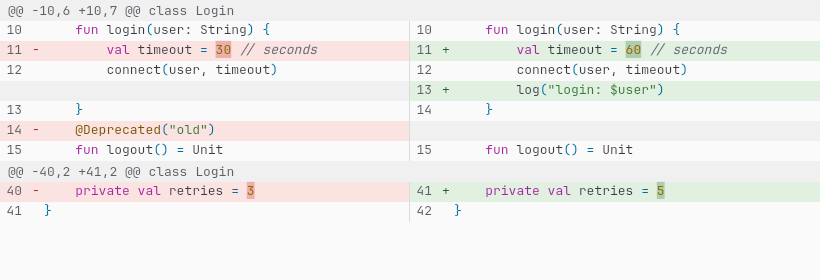 @@ -10,6 +10,7 @@ class Login
10     fun login(user: String) {     10     fun login(user: String) {
11 -       val timeout = 30 // seconds     11 +       val timeout = 60 // seconds
12         connect(user, timeout)     12         connect(user, timeout)
13 +       log("login: $user")
13     }     14     }
14 -   @Deprecated("old")
15     fun logout() = Unit     15     fun logout() = Unit
@@ -40,2 +41,2 @@ class Login
40 -   private val retries = 3     41 +   private val retries = 5
41 }     42 }